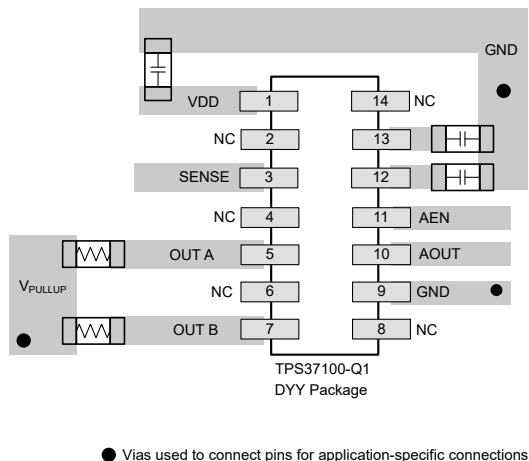 GND
VDD 1 14 NC
NC 2 13
SENSE 3 12
NC 4 11 AEN
OUT A 5 10 AOUT
VPULLUP
NC 6 9 GND
OUT B 7 8 NC
TPS37100-Q1
DYY Package
Vias used to connect pins for application-specific connections